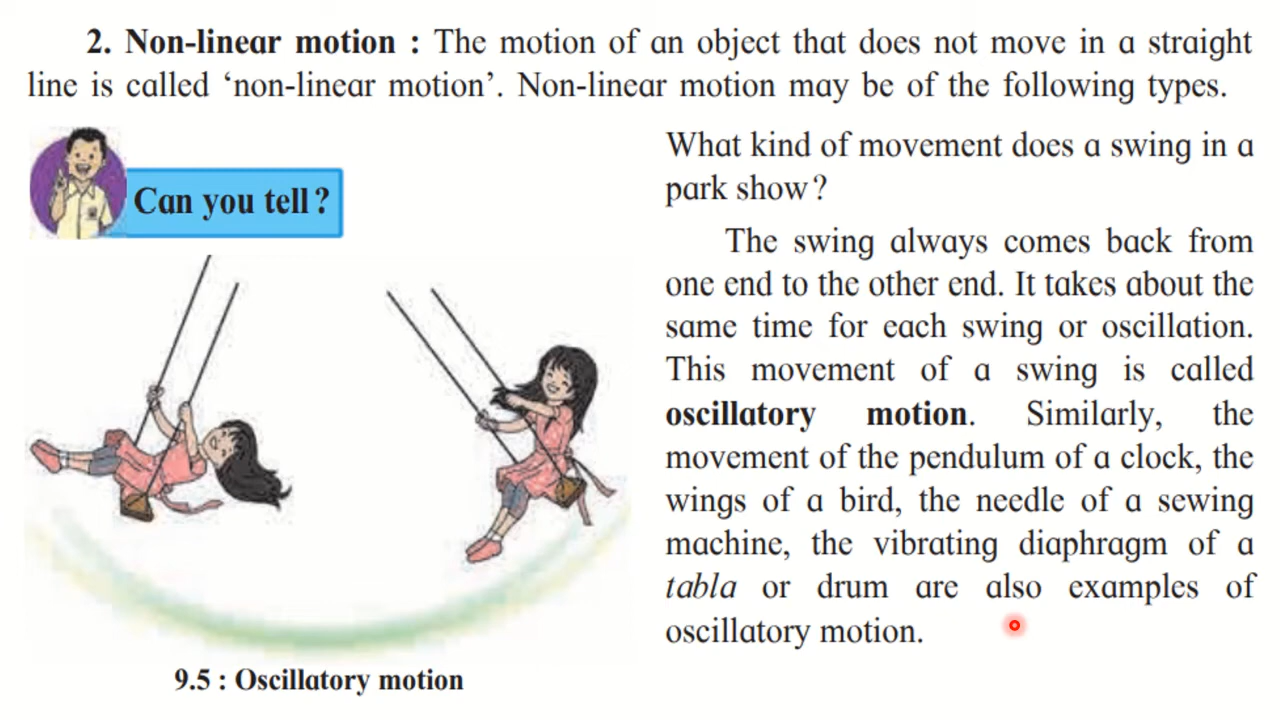 2. Non-linear motion : The motion of an object that does not move in a straight
line is called ‘non-linear motion’. Non-linear motion may be of the following types.
Can you tell?
What kind of movement does a swing in a
park show?
The swing always comes back from
one end to the other end. It takes about the
same time for each swing or oscillation.
This movement of a swing is called
oscillatory motion. Similarly, the
movement of the pendulum of a clock, the
wings of a bird, the needle of a sewing
machine, the vibrating diaphragm of a
tabla or drum are also examples of
oscillatory motion.
9.5 : Oscillatory motion